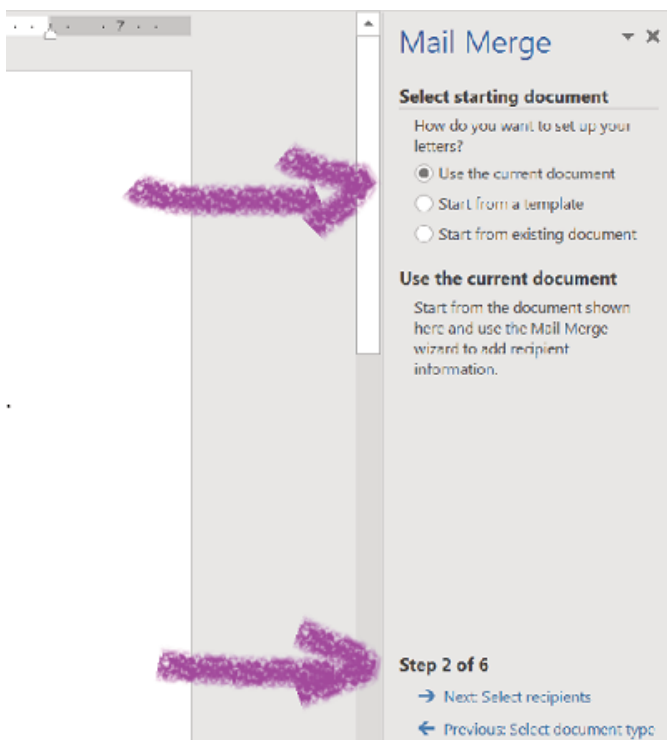 7
Mail Merge
Select starting document
How do you want to set up your
letters?
Use the current document
Start from a template
Start from existing document
Use the current document
Start from the document shown
here and use the Mail Merge
wizard to add recipient
information.
Step 2 of 6
Next: Select recipients
Previous: Select document type